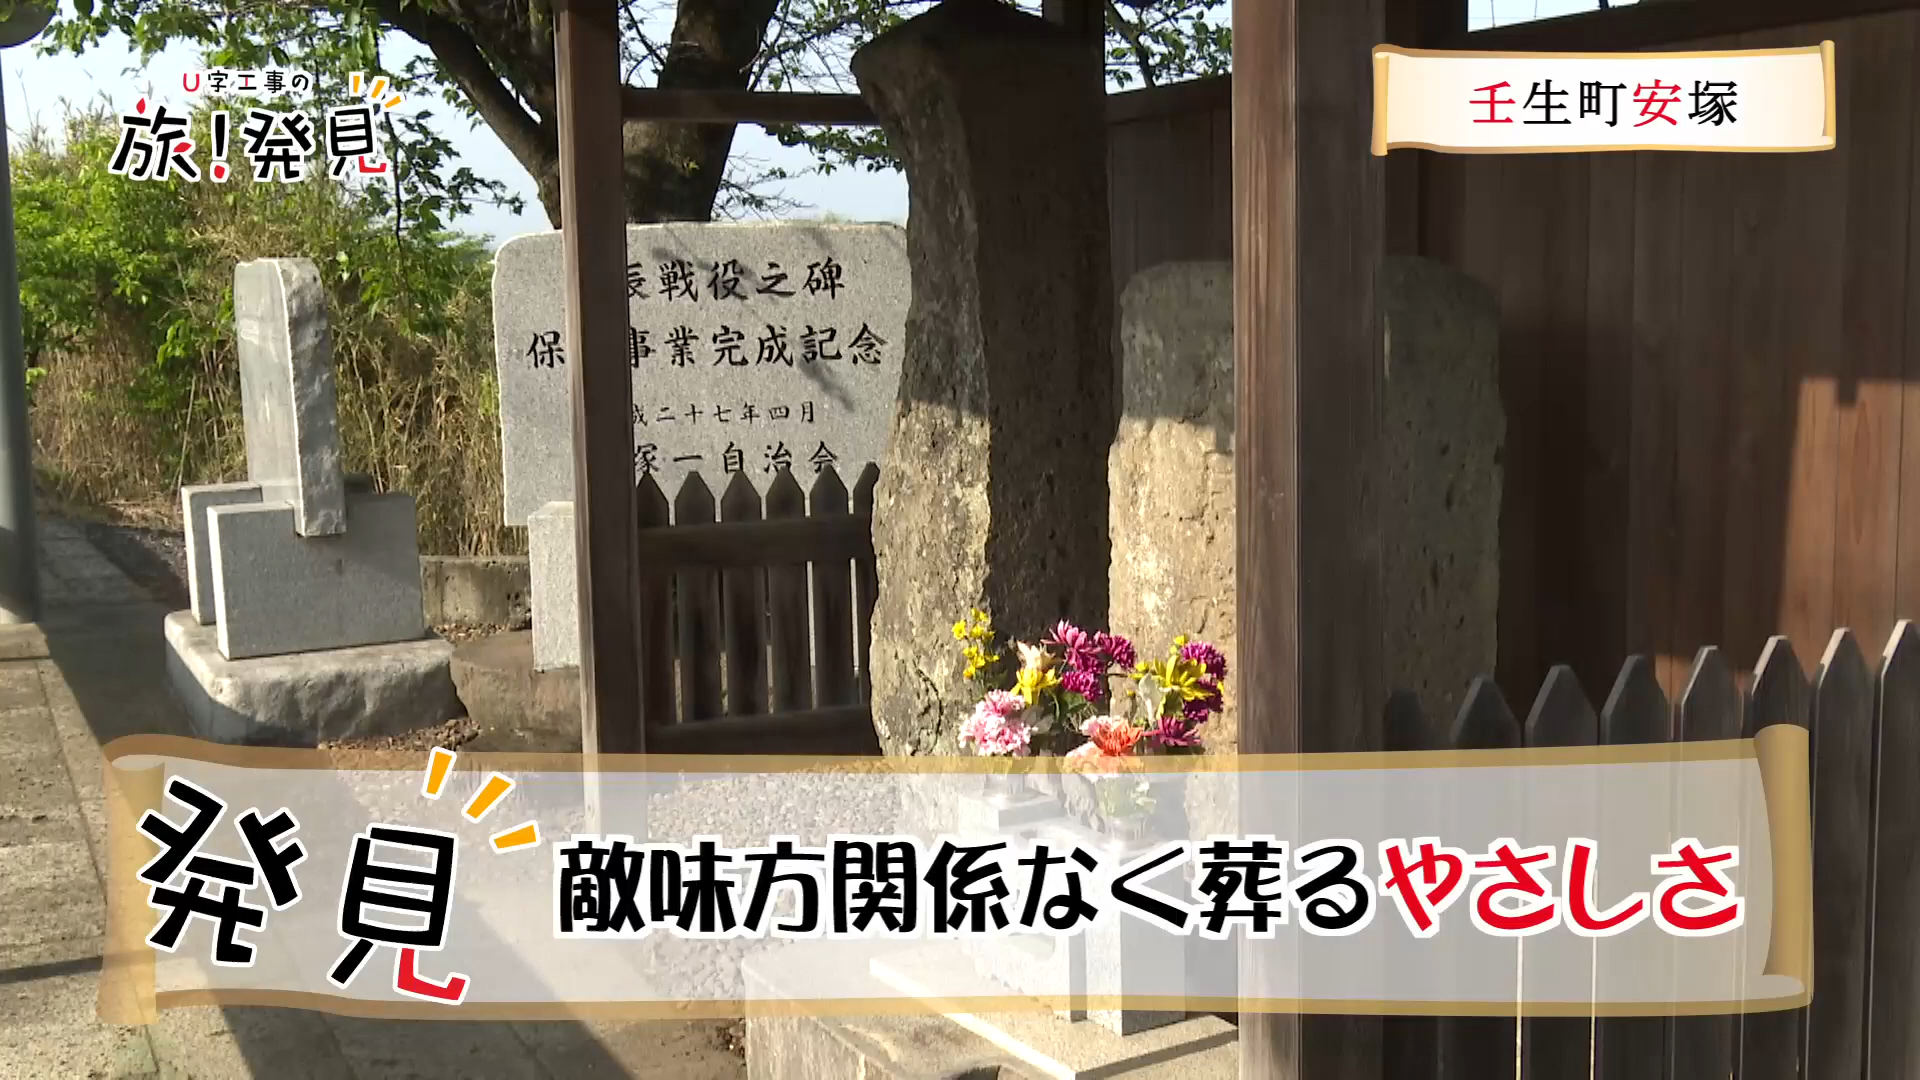 U字工事の
旅!発見
壬生町安塚
辰戦役之碑
保 事業完成記念
成二十七年四月
塚一自治会
発見
敵味方関係なく葬るやさしさ